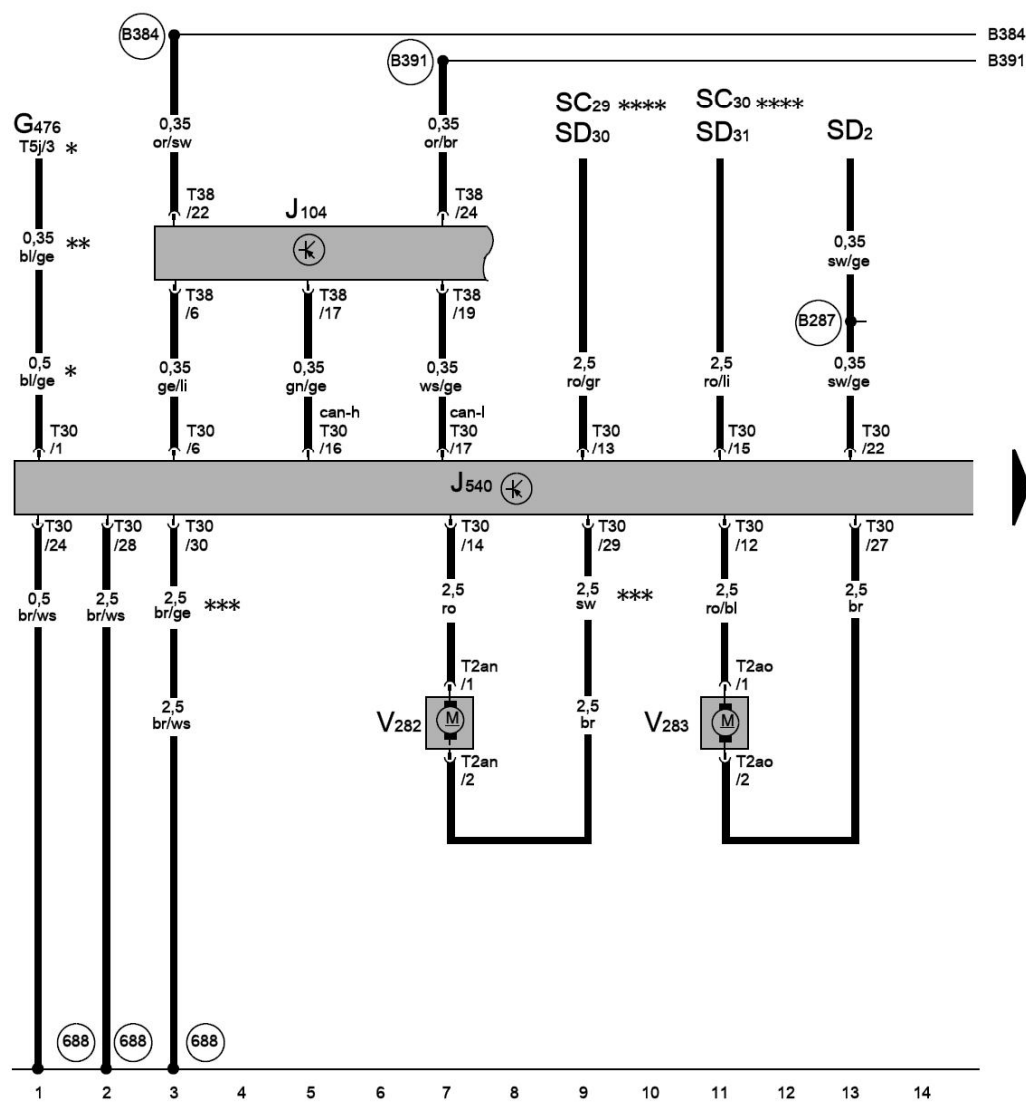 B384
B384
B391
B391
G476
T5j/3 *
SC29 ****
SD30
SC30 ****
SD31
SD2
0,35
or/sw
0,35
or/br
T38
/22
J104
T38
/24
0,35
bl/ge **
0,35
sw/ge
T38
/6
T38
/17
T38
/19
B287
0,5
bl/ge *
0,35
ge/li
0,35
gn/ge
0,35
ws/ge
2,5
ro/gr
2,5
ro/li
0,35
sw/ge
can-h
can-l
T30
/1
T30
/6
T30
/16
T30
/17
T30
/13
T30
/15
T30
/22
J540
T30
/24
T30
/28
T30
/30
T30
/14
T30
/29
T30
/12
T30
/27
0,5
br/ws
2,5
br/ws
2,5
br/ge ***
2,5
ro
2,5
sw ***
2,5
ro/bl
2,5
br
T2an
/1
T2ao
/1
2,5
br/ws
V282
M
2,5
br
V283
M
T2an
/2
T2ao
/2
688
688
688
1 2 3 4 5 6 7 8 9 10 11 12 13 14